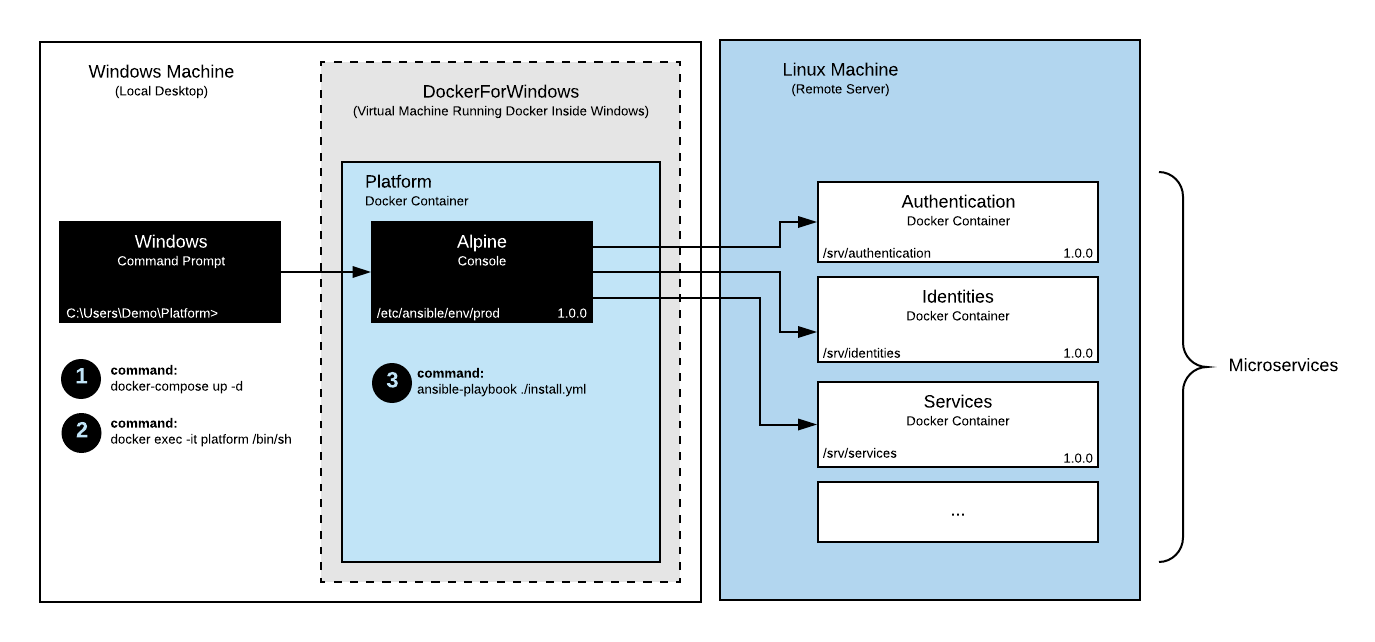 Windows Machine
(Local Desktop)
DockerForWindows
(Virtual Machine Running Docker Inside Windows)
Platform
Docker Container
Windows
Command Prompt
C:\Users\Demo\Platform>
Alpine
Console
/etc/ansible/env/prod 1.0.0
1 command:
docker-compose up -d
2 command:
docker exec -it platform /bin/sh
3 command:
ansible-playbook ./install.yml
Linux Machine
(Remote Server)
Authentication
Docker Container
/srv/authentication 1.0.0
Identities
Docker Container
/srv/identities 1.0.0
Services
Docker Container
/srv/services 1.0.0
...
Microservices